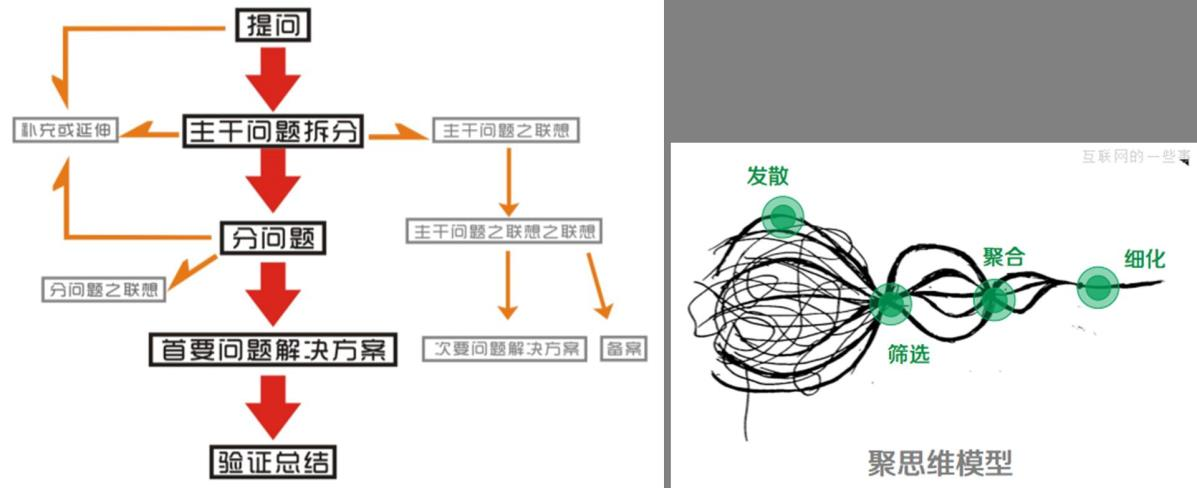 提问
补充或延伸
主干问题拆分
主干问题之联想
分问题
主干问题之联想之联想
分问题之联想
首要问题解决方案
次要问题解决方案
备案
验证总结
互联网的一些事
发散
聚合
细化
筛选
聚思维模型